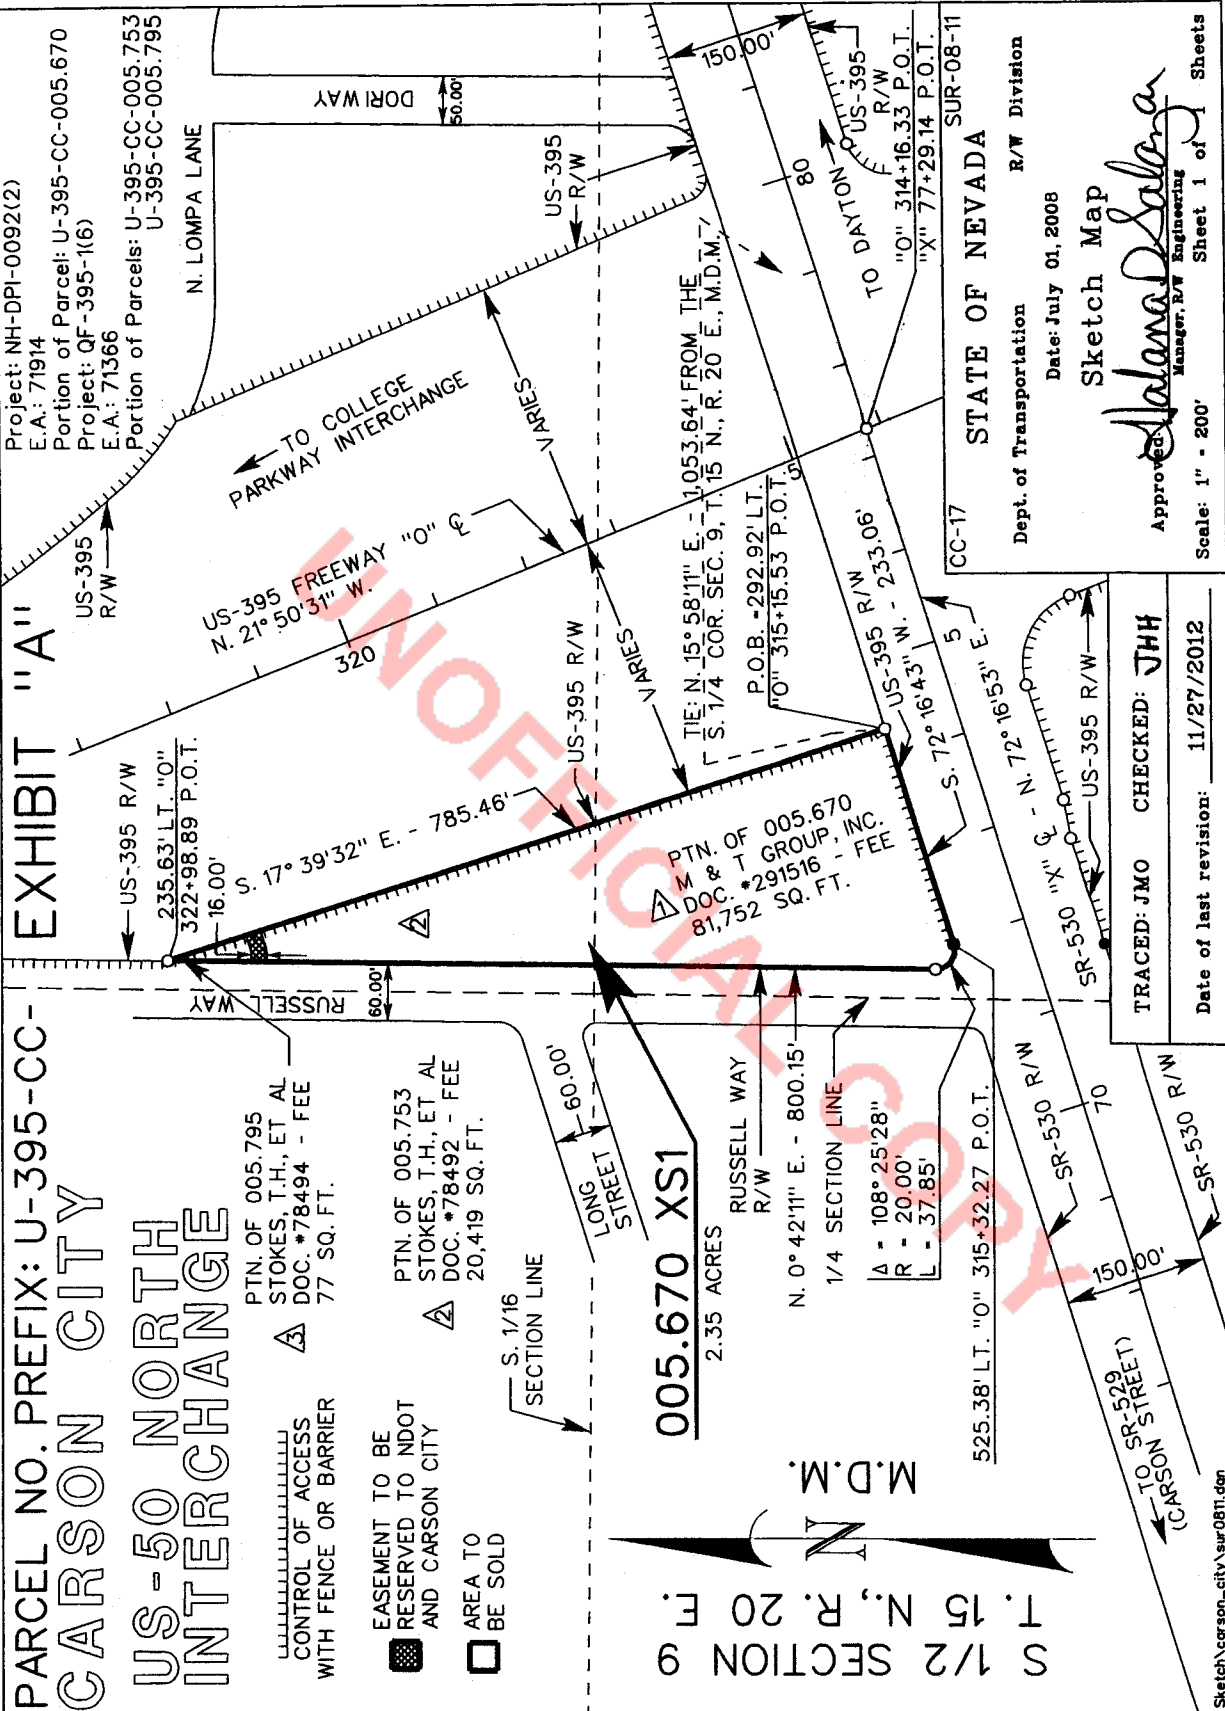 PARCEL NO. PREFIX: U-395-CC-
EXHIBIT "A"
CARSON CITY
US-50 NORTH
INTERCHANGE
Project: NH-DPI-0092(2)
E.A.: 71914
Portion of Parcel: U-395-CC-005.670
Project: QF-395-1(6)
E.A.: 71366
Portion of Parcels: U-395-CC-005.753
U-395-CC-005.795
CONTROL OF ACCESS
WITH FENCE OR BARRIER
EASEMENT TO BE
RESERVED TO NDOT
AND CARSON CITY
AREA TO
BE SOLD
3
PTN. OF 005.795
STOKES, T.H., ET AL
DOC. #78494 - FEE
77 SQ. FT.
2
PTN. OF 005.753
STOKES, T.H., ET AL
DOC. #78492 - FEE
20,419 SQ. FT.
S. 1/16
SECTION LINE
US-395 R/W
235.63' LT. "O"
322+98.89 P.O.T.
16.00'
RUSSELL WAY
60.00'
S. 17° 39'32" E. - 785.46'
2
US-395
R/W
US-395 FREEWAY "O" ℄
N. 21° 50'31" W.
320
TO COLLEGE
PARKWAY INTERCHANGE
N. LOMPA LANE
DORI WAY
50.00'
US-395
R/W
VARIES
VARIES
US-395 R/W
LONG
STREET
60.00'
005.670 XS1
2.35 ACRES
RUSSELL WAY
R/W
N. 0° 42'11" E. - 800.15'
1/4 SECTION LINE
Δ = 108° 25'28"
R = 20.00'
L = 37.85'
525.38' LT. "O" 315+32.27 P.O.T.
1
PTN. OF 005.670
M & T GROUP, INC.
DOC. #291516 - FEE
81,752 SQ. FT.
TIE: N. 15° 58'11" E. - 1,053.64' FROM THE
S. 1/4 COR. SEC. 9, T. 15 N., R. 20 E., M.D.M.
P.O.B. - 292.92' LT.
"O" 315+15.53 P.O.T.
5
US-395 R/W
S. 72° 16'43" W. - 233.06'
5
SR-530 "X" ℄ - N. 72° 16'53" E.
US-395 R/W
150.00'
80
TO DAYTON
US-395
R/W
"O" 314+16.33 P.O.T.
"X" 77+29.14 P.O.T.
SR-530 R/W
70
SR-530 R/W
150.00'
TO SR-529
(CARSON STREET)
S 1/2 SECTION 9
T. 15 N., R. 20 E.
M.D.M.
N
SUR-08-11
CC-17
STATE OF NEVADA
Dept. of Transportation R/W Division
Date: July 01, 2008
Sketch Map
Approved:
Manager, R/W Engineering
Scale: 1" = 200' Sheet 1 of 1 Sheets
TRACED: JMO CHECKED: JHH
Date of last revision: 11/27/2012
Sketch\carson_city\sur0811.dgn
UNOFFICIAL COPY